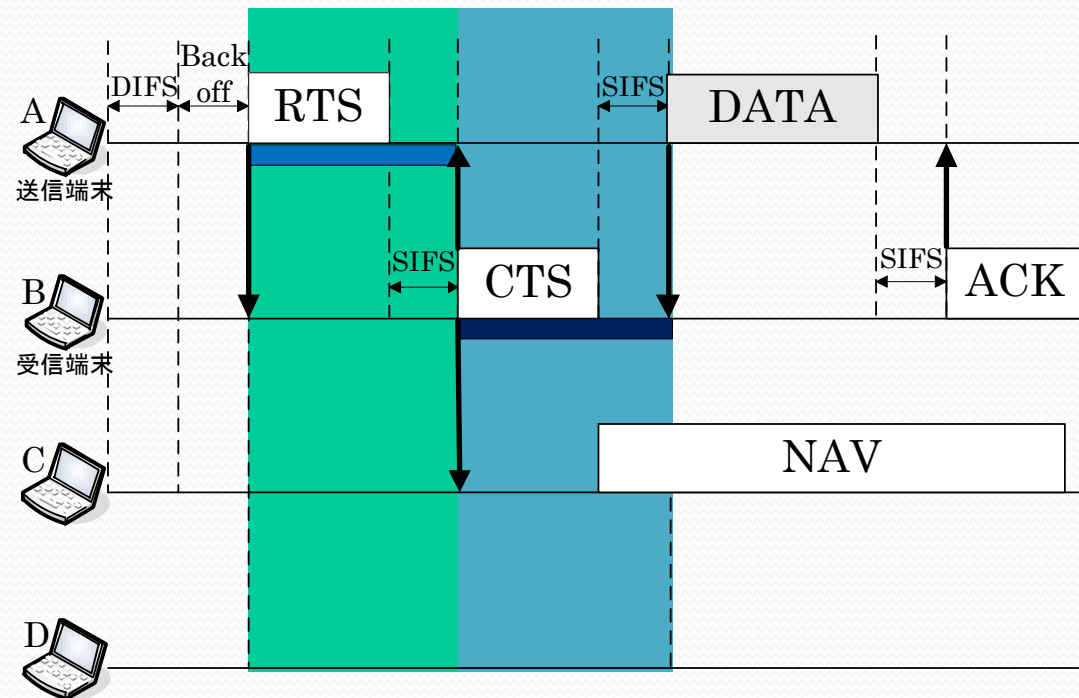 Back
off
DIFS
RTS
SIFS
DATA
A
送信端末
SIFS
CTS
SIFS
ACK
B
受信端末
C
NAV
D